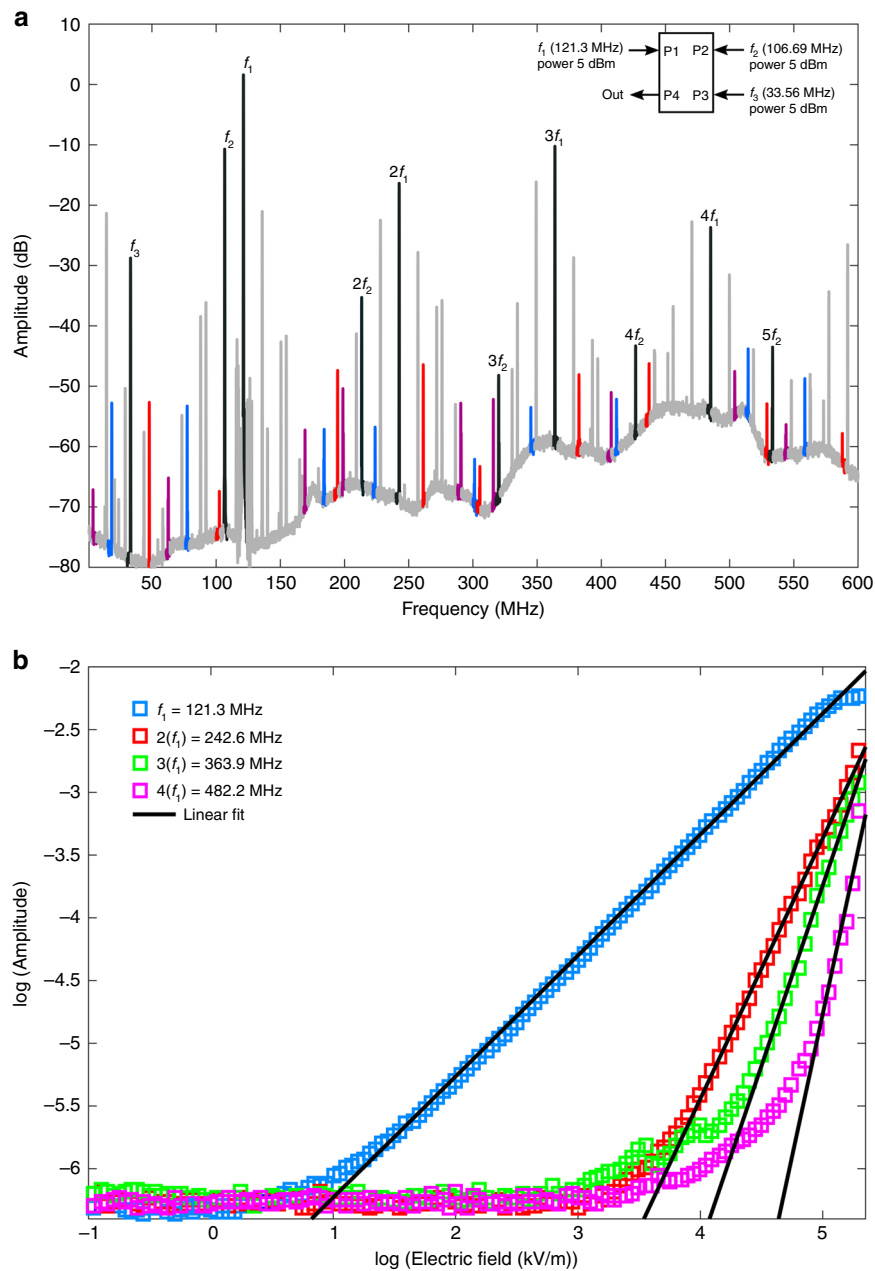 a
f1 (121.3 MHz)
power 5 dBm
P1 P2
f2 (106.69 MHz)
power 5 dBm
Out
P4 P3
f3 (33.56 MHz)
power 5 dBm
f1
f2
f3
2f1
2f2
3f1
3f2
4f1
4f2
5f2
10
0
−10
−20
−30
−40
−50
−60
−70
−80
Amplitude (dB)
50 100 150 200 250 300 350 400 450 500 550 600
Frequency (MHz)
b
f1 = 121.3 MHz
2(f1) = 242.6 MHz
3(f1) = 363.9 MHz
4(f1) = 482.2 MHz
Linear fit
−2
−2.5
−3
−3.5
−4
−4.5
−5
−5.5
−6
log (Amplitude)
−1 0 1 2 3 4 5
log (Electric field (kV/m))